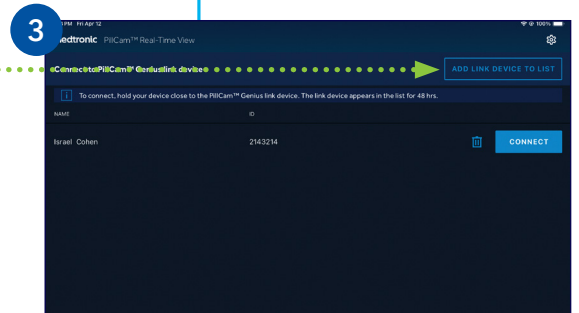 3
PM Fri Apr 12
100%
edtronic PillCam™ Real-Time View
Connect to PillCam™ Genius link device
ADD LINK DEVICE TO LIST
i To connect, hold your device close to the PillCam™ Genius link device. The link device appears in the list for 48 hrs.
NAME ID
Israel Cohen 2143214 CONNECT